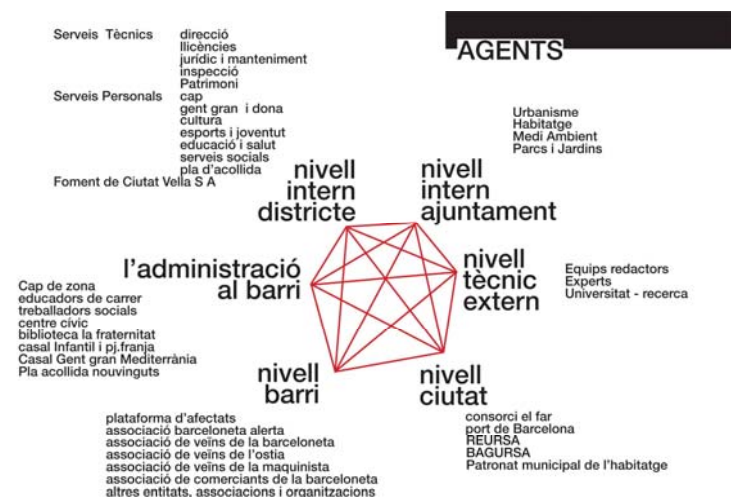 AGENTS
Serveis Tècnics
direcció
llicències
jurídic i manteniment
inspecció
Patrimoni
Serveis Personals
cap
gent gran i dona
cultura
esports i joventut
educació i salut
serveis socials
pla d'acollida
Foment de Ciutat Vella S A
nivell
intern
districte
nivell
intern
ajuntament
Urbanisme
Habitatge
Medi Ambient
Parcs i Jardins
l'administració
al barri
Cap de zona
educadors de carrer
treballadors socials
centre cívic
biblioteca la fraternitat
casal Infantil i pj.franja
Casal Gent gran Mediterrània
Pla acollida nouvinguts
nivell
tècnic
extern
Equips redactors
Experts
Universitat - recerca
nivell
barri
plataforma d'afectats
associació barceloneta alerta
associació de veïns de la barceloneta
associació de veïns de l'ostia
associació de veïns de la maquinista
associació de comerciants de la barceloneta
altres entitats, associacions i organitzacions
nivell
ciutat
consorci el far
port de Barcelona
REURSA
BAGURSA
Patronat municipal de l'habitatge